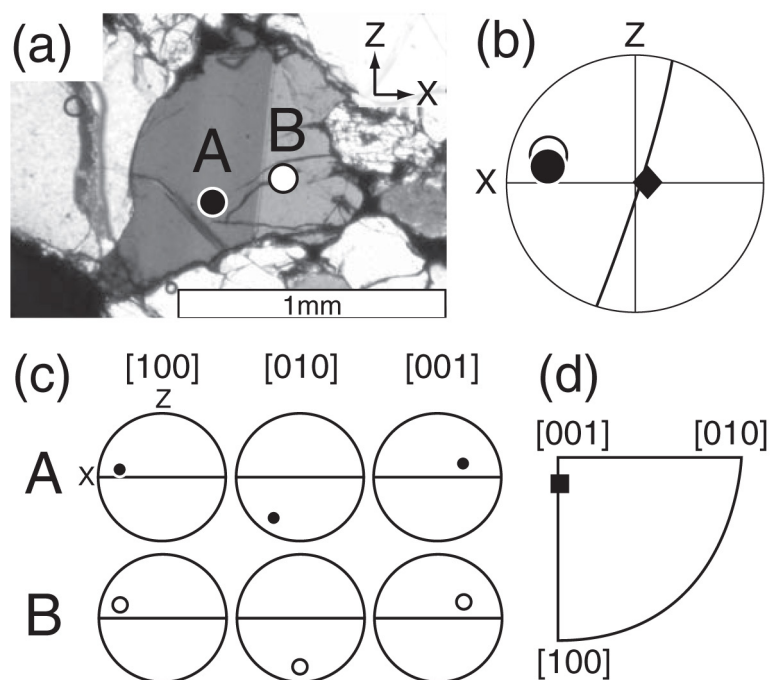 (a)
Z
X
A
B
1mm
(b)
Z
X
(c)
[100]
[010]
[001]
Z
A
X
B
(d)
[001]
[010]
[100]